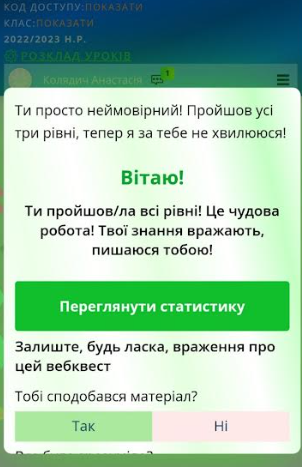 КОД ДОСТУПУ:ПОКАЗАТИ
КЛАС:ПОКАЗАТИ
2022/2023 Н.Р.
РОЗКЛАД УРОКІВ
Колядич Анастасія 1
Ти просто неймовірний! Пройшов усі
три рівні, тепер я за тебе не хвилююся!
Вітаю!
Ти пройшов/ла всі рівні! Це чудова
робота! Твої знання вражають,
пишаюся тобою!
Переглянути статистику
Залиште, будь ласка, враження про
цей вебквест
Тобі сподобався матеріал?
Так Ні